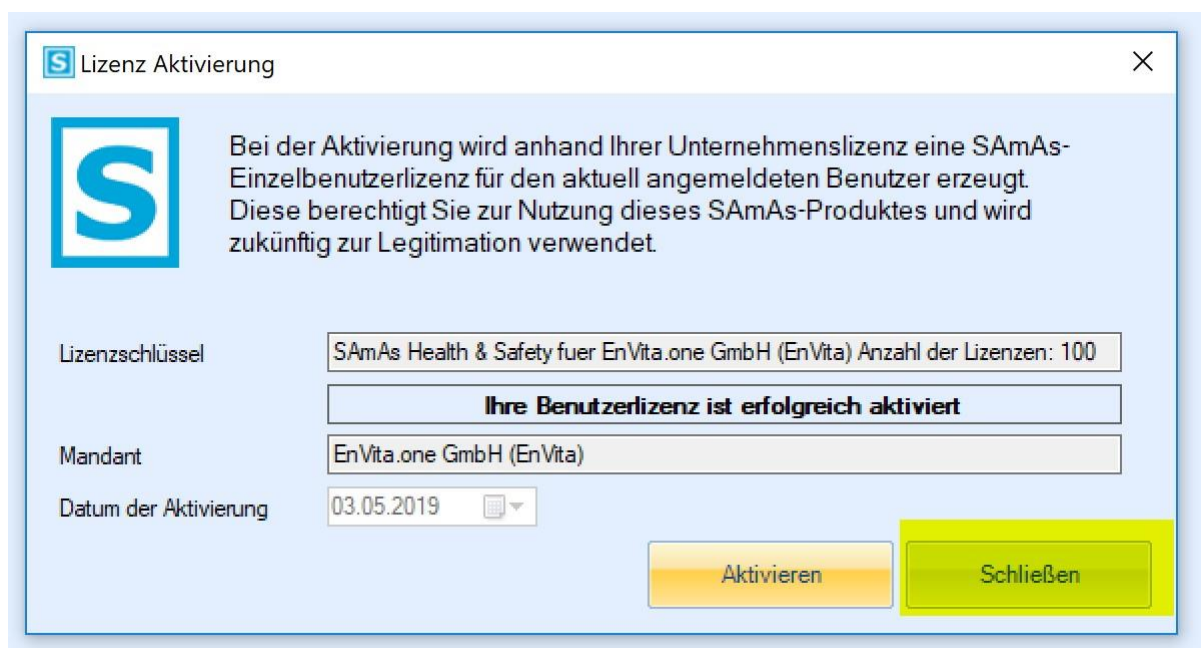 S Lizenz Aktivierung
S
Bei der Aktivierung wird anhand Ihrer Unternehmenslizenz eine SAmAs-
Einzelbenutzerlizenz für den aktuell angemeldeten Benutzer erzeugt.
Diese berechtigt Sie zur Nutzung dieses SAmAs-Produktes und wird
zukünftig zur Legitimation verwendet.
Lizenzschlüssel SAmAs Health & Safety fuer EnVita.one GmbH (EnVita) Anzahl der Lizenzen: 100
Ihre Benutzerlizenz ist erfolgreich aktiviert
Mandant EnVita.one GmbH (EnVita)
Datum der Aktivierung 03.05.2019
Aktivieren Schließen